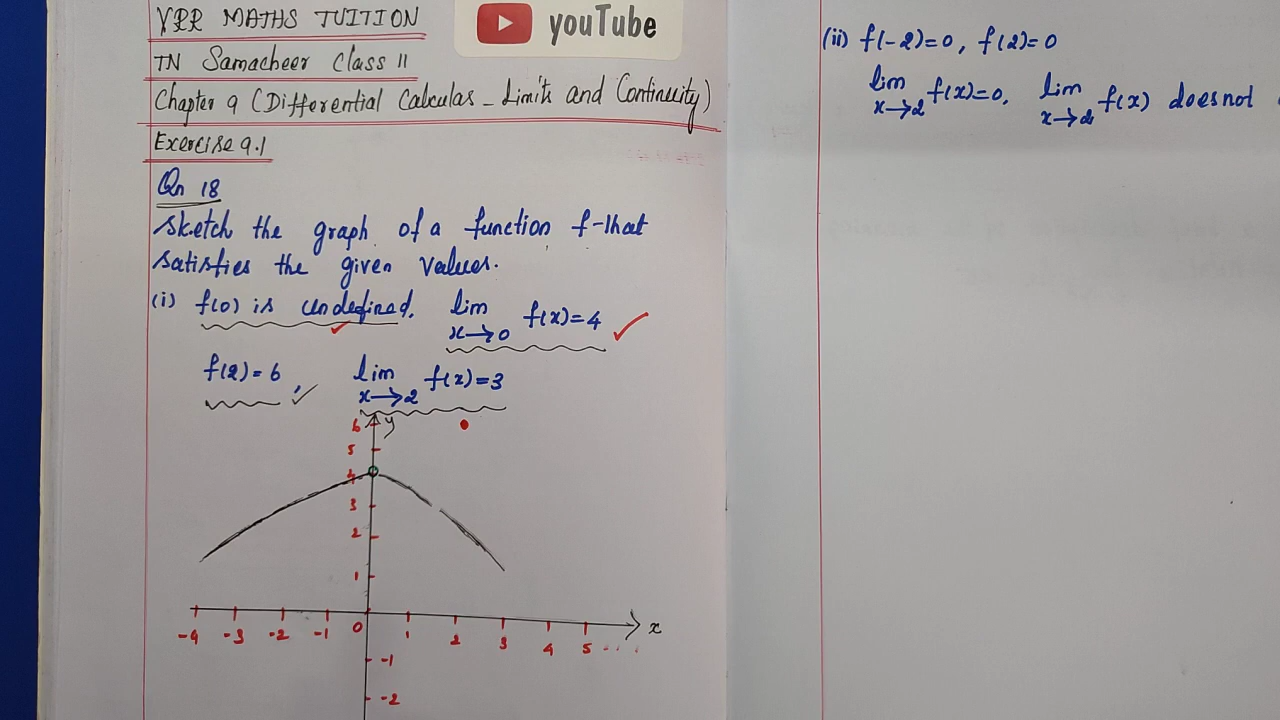 YRR MATHS TUITION
TN Samacheer Class 11
Chapter 9 (Differential Calculas - Limits and Continuity)
Exercise 9.1
Qn 18
Sketch the graph of a function f that
satisfies the given values.
(i) f(0) is undefined, lim x→0 f(x)=4 ✓
f(2)=6, ✓ lim x→2 f(x)=3
y
6
5
4
3
2
1
-4 -3 -2 -1 0 1 2 3 4 5 .... x
-1
-2
YouTube
(ii) f(-2)=0, f(2)=0
lim x→2 f(x)=0, lim x→ f(x) does not